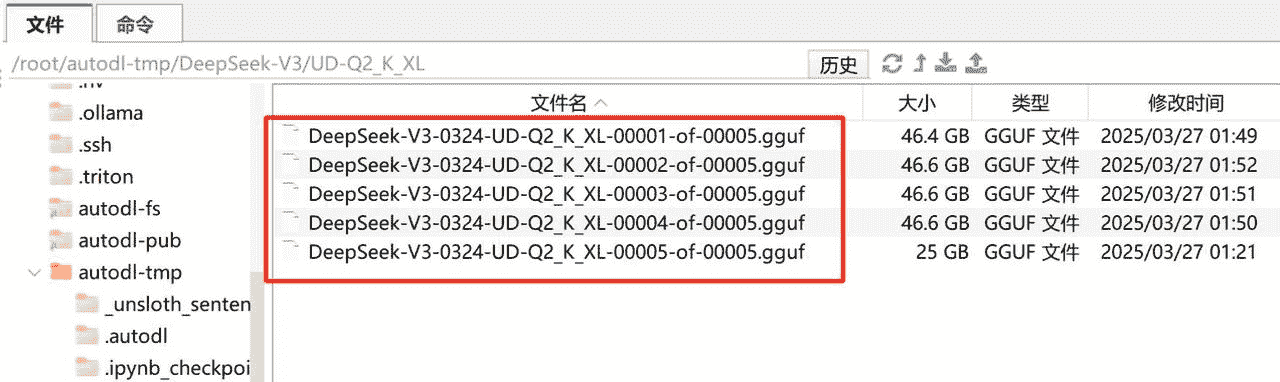 文件 命令
/root/autodl-tmp/DeepSeek-V3/UD-Q2_K_XL 历史
.ollama
.ssh
.triton
autodl-fs
autodl-pub
autodl-tmp
_unsloth_senten
.autodl
.ipynb_checkpoi
文件名 大小 类型 修改时间
DeepSeek-V3-0324-UD-Q2_K_XL-00001-of-00005.gguf 46.4 GB GGUF 文件 2025/03/27 01:49
DeepSeek-V3-0324-UD-Q2_K_XL-00002-of-00005.gguf 46.6 GB GGUF 文件 2025/03/27 01:52
DeepSeek-V3-0324-UD-Q2_K_XL-00003-of-00005.gguf 46.6 GB GGUF 文件 2025/03/27 01:51
DeepSeek-V3-0324-UD-Q2_K_XL-00004-of-00005.gguf 46.6 GB GGUF 文件 2025/03/27 01:50
DeepSeek-V3-0324-UD-Q2_K_XL-00005-of-00005.gguf 25 GB GGUF 文件 2025/03/27 01:21